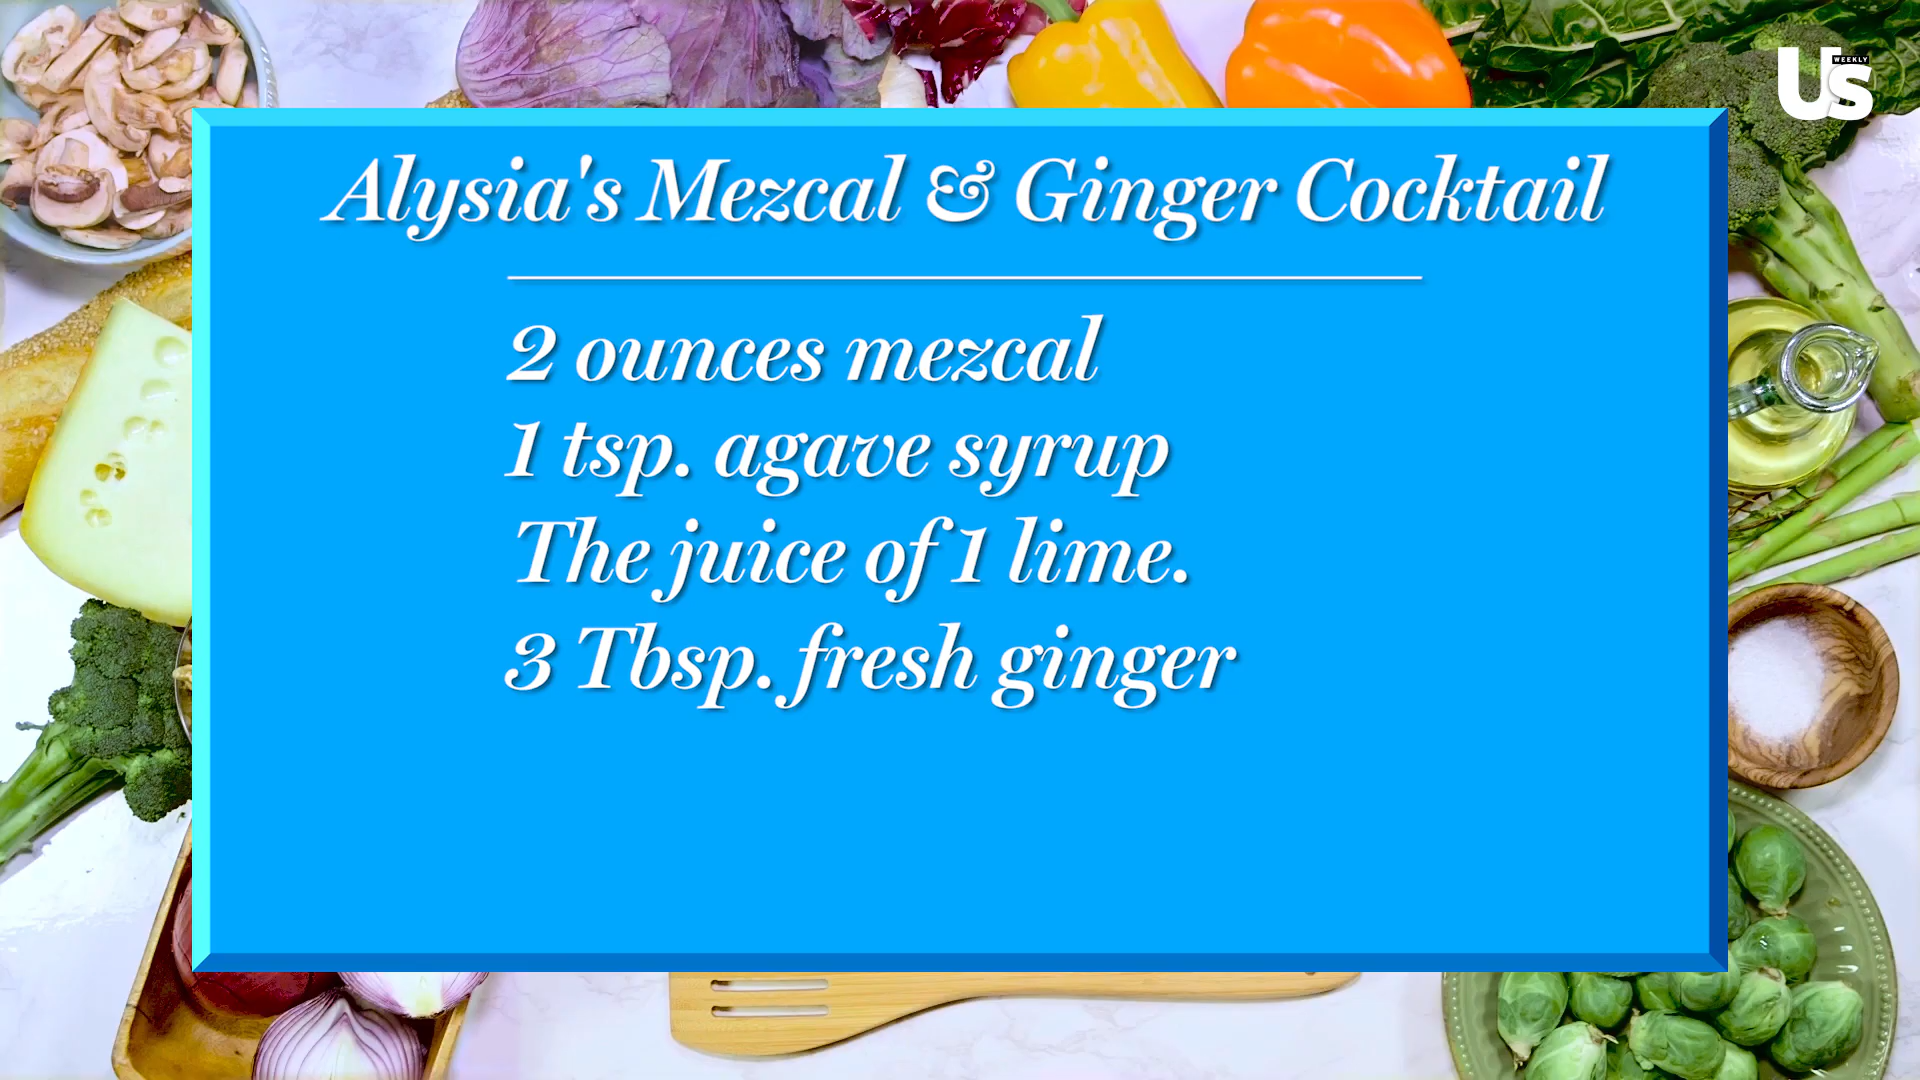 Us
WEEKLY
Alysia's Mezcal & Ginger Cocktail
2 ounces mezcal
1 tsp. agave syrup
The juice of 1 lime.
3 Tbsp. fresh ginger